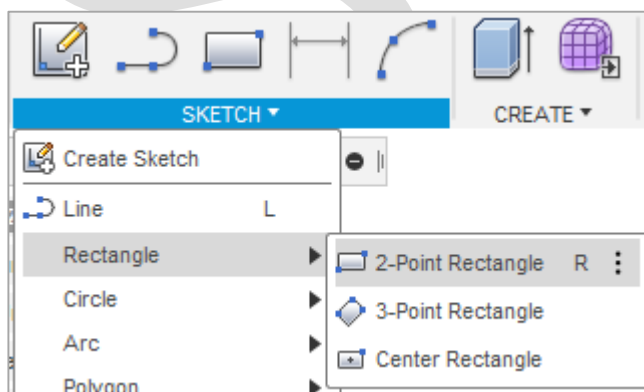 SKETCH
CREATE
Create Sketch
Line L
Rectangle
2-Point Rectangle R
Circle
3-Point Rectangle
Arc
Center Rectangle
Polygon